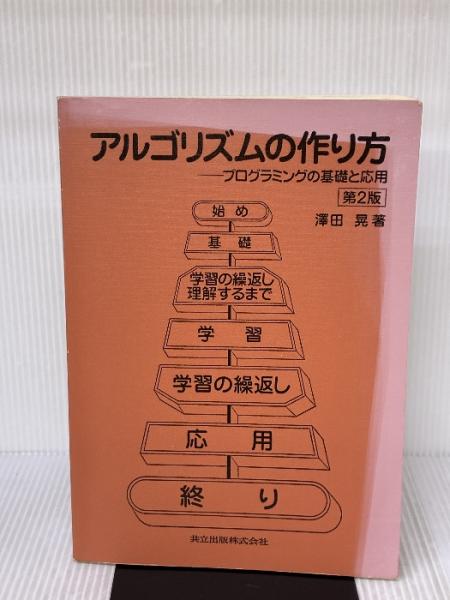 アルゴリズムの作り方
──プログラミングの基礎と応用
第2版
澤田 晃 著
始め
基礎
学習の繰返し
理解するまで
学習
学習の繰返し
応用
終り
共立出版株式会社